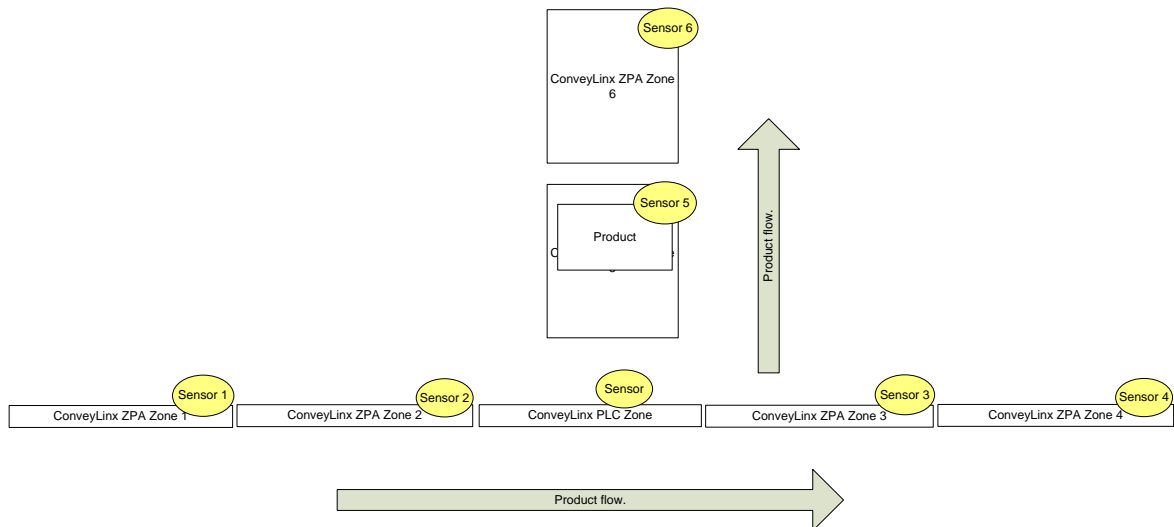 Sensor 6
ConveyLinx ZPA Zone
6
Sensor 5
Product
Product flow.
Sensor 1
Sensor 2
Sensor
Sensor 3
Sensor 4
ConveyLinx ZPA Zone 1
ConveyLinx ZPA Zone 2
ConveyLinx PLC Zone
ConveyLinx ZPA Zone 3
ConveyLinx ZPA Zone 4
Product flow.